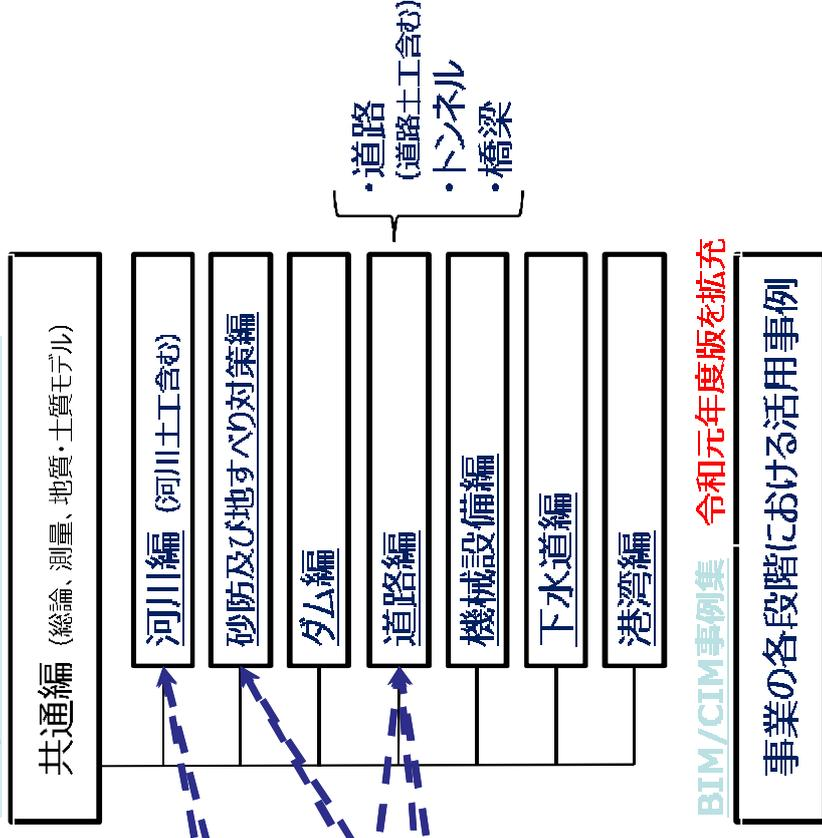 共通編 (総論、測量、地質・土質モデル)
河川編 (河川土工含む)
砂防及び地すべり対策編
ダム編
道路編
・道路
(道路土工含む)
・トンネル
・橋梁
機械設備編
下水道編
港湾編
BIM/CIM事例集 令和元年度版を拡充
事業の各段階における活用事例